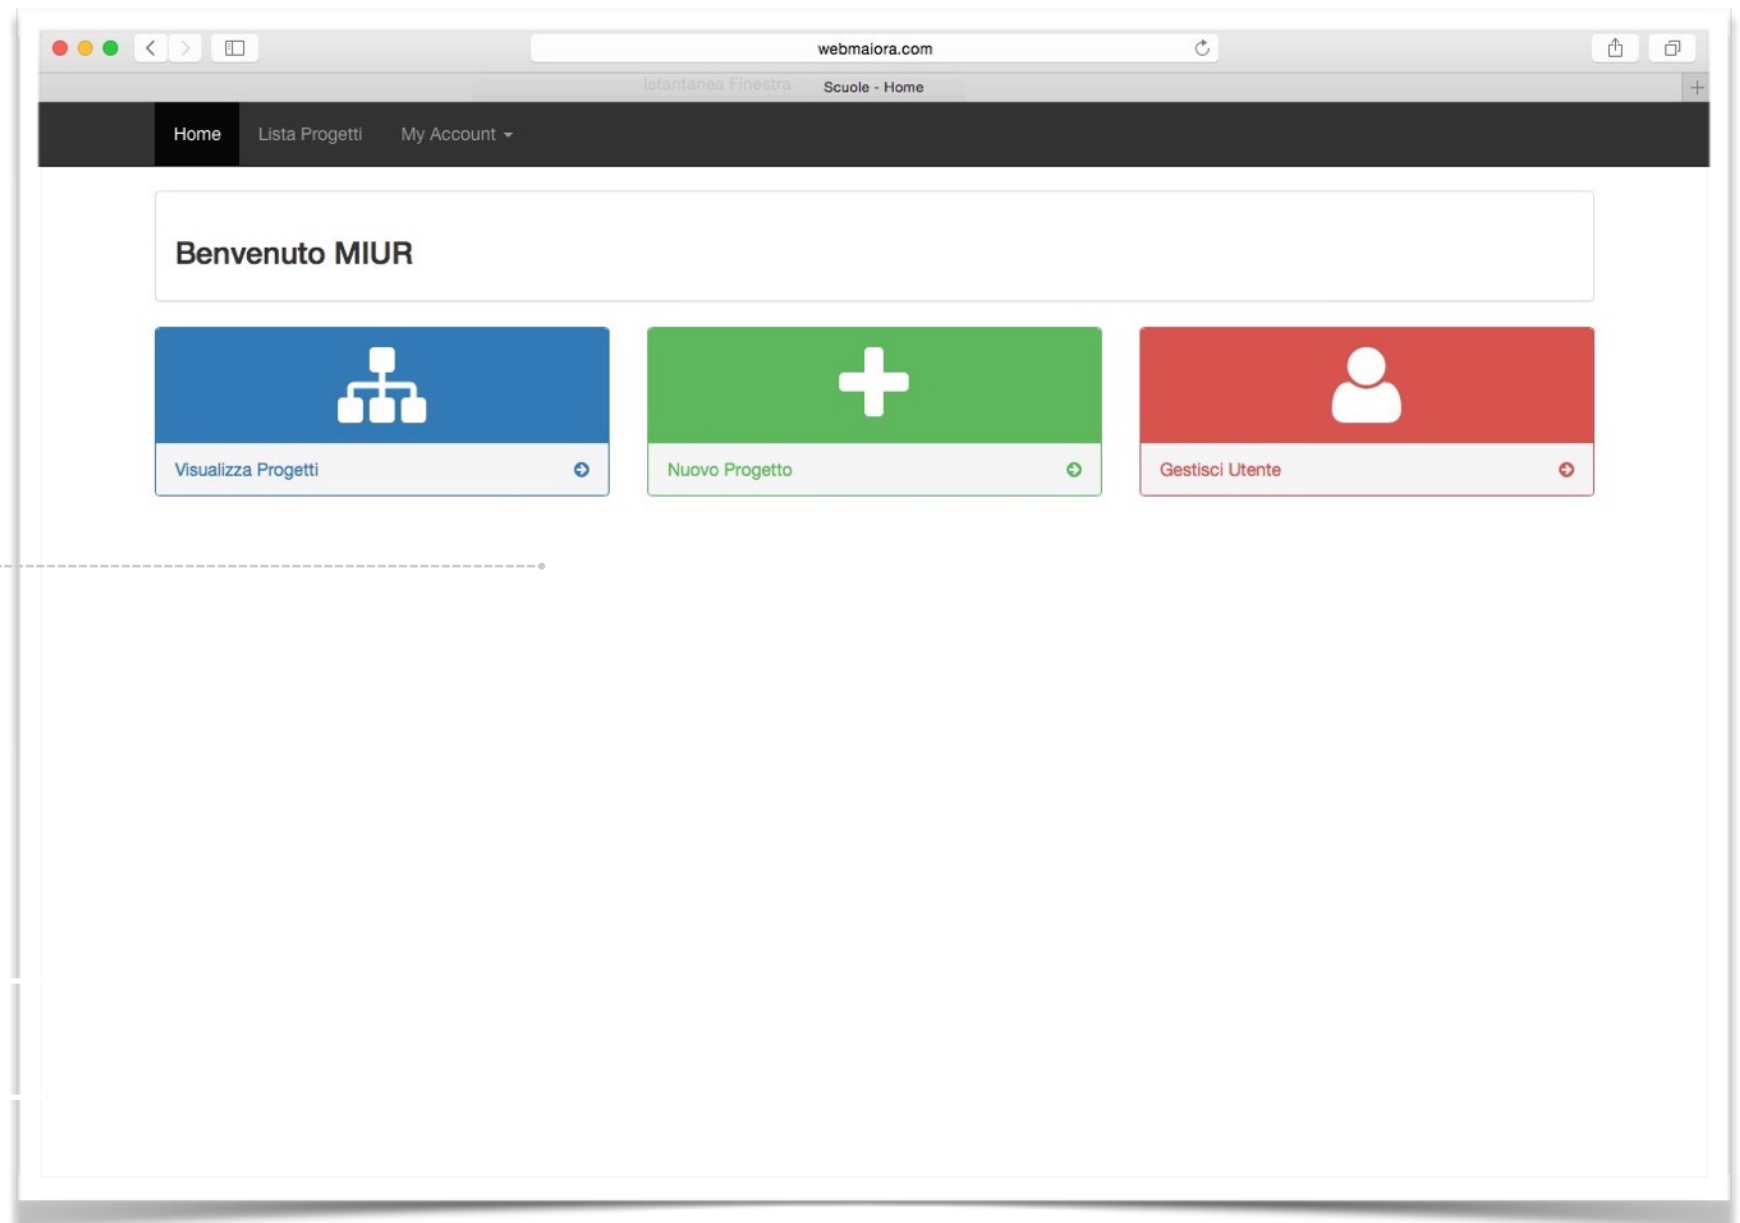 webmaiora.com
Istantanea Finestra
Scuole - Home
Home Lista Progetti My Account
Benvenuto MIUR
Visualizza Progetti
Nuovo Progetto
Gestisci Utente